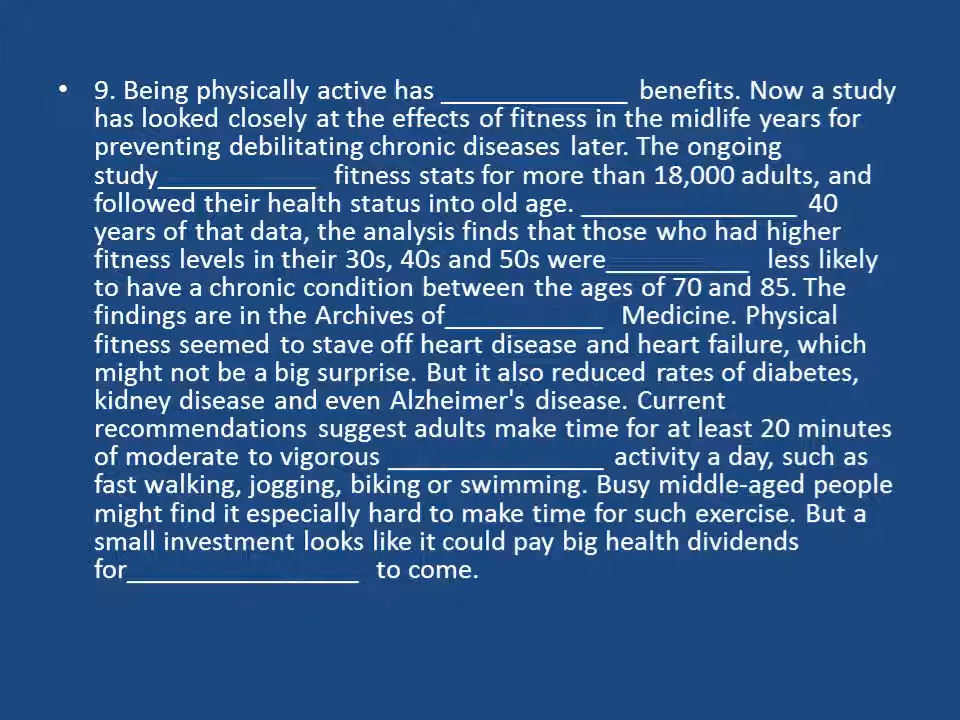 • 9. Being physically active has _____________ benefits. Now a study
has looked closely at the effects of fitness in the midlife years for
preventing debilitating chronic diseases later. The ongoing
study___________ fitness stats for more than 18,000 adults, and
followed their health status into old age. _______________ 40
years of that data, the analysis finds that those who had higher
fitness levels in their 30s, 40s and 50s were__________ less likely
to have a chronic condition between the ages of 70 and 85. The
findings are in the Archives of___________ Medicine. Physical
fitness seemed to stave off heart disease and heart failure, which
might not be a big surprise. But it also reduced rates of diabetes,
kidney disease and even Alzheimer's disease. Current
recommendations suggest adults make time for at least 20 minutes
of moderate to vigorous _______________ activity a day, such as
fast walking, jogging, biking or swimming. Busy middle-aged people
might find it especially hard to make time for such exercise. But a
small investment looks like it could pay big health dividends
for________________ to come.